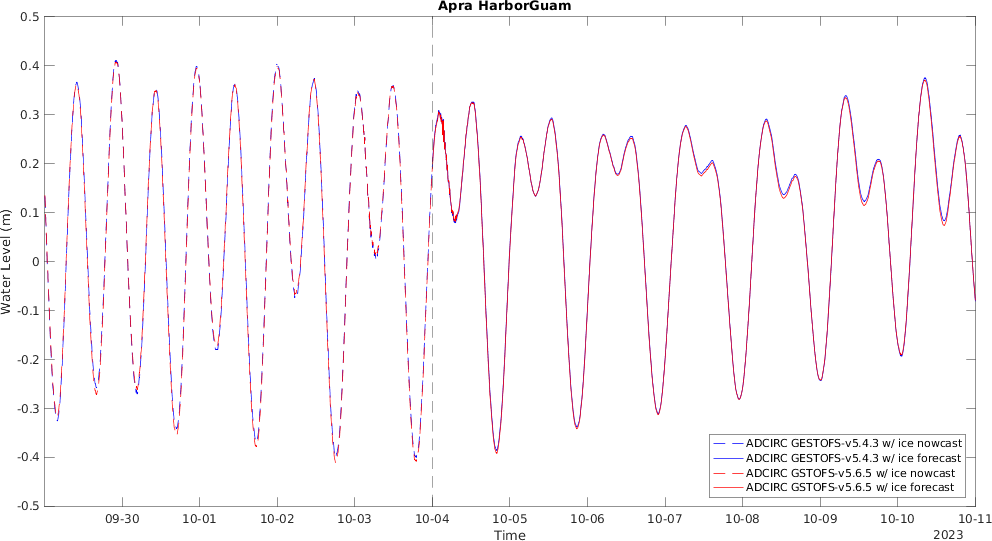 Apra HarborGuam
0.5
0.4
0.3
0.2
0.1
0
-0.1
-0.2
-0.3
-0.4
-0.5
Water Level (m)
ADCIRC GESTOFS-v5.4.3 w/ ice nowcast
ADCIRC GESTOFS-v5.4.3 w/ ice forecast
ADCIRC GSTOFS-v5.6.5 w/ ice nowcast
ADCIRC GSTOFS-v5.6.5 w/ ice forecast
09-30 10-01 10-02 10-03 10-04 10-05 10-06 10-07 10-08 10-09 10-10 10-11
Time
2023